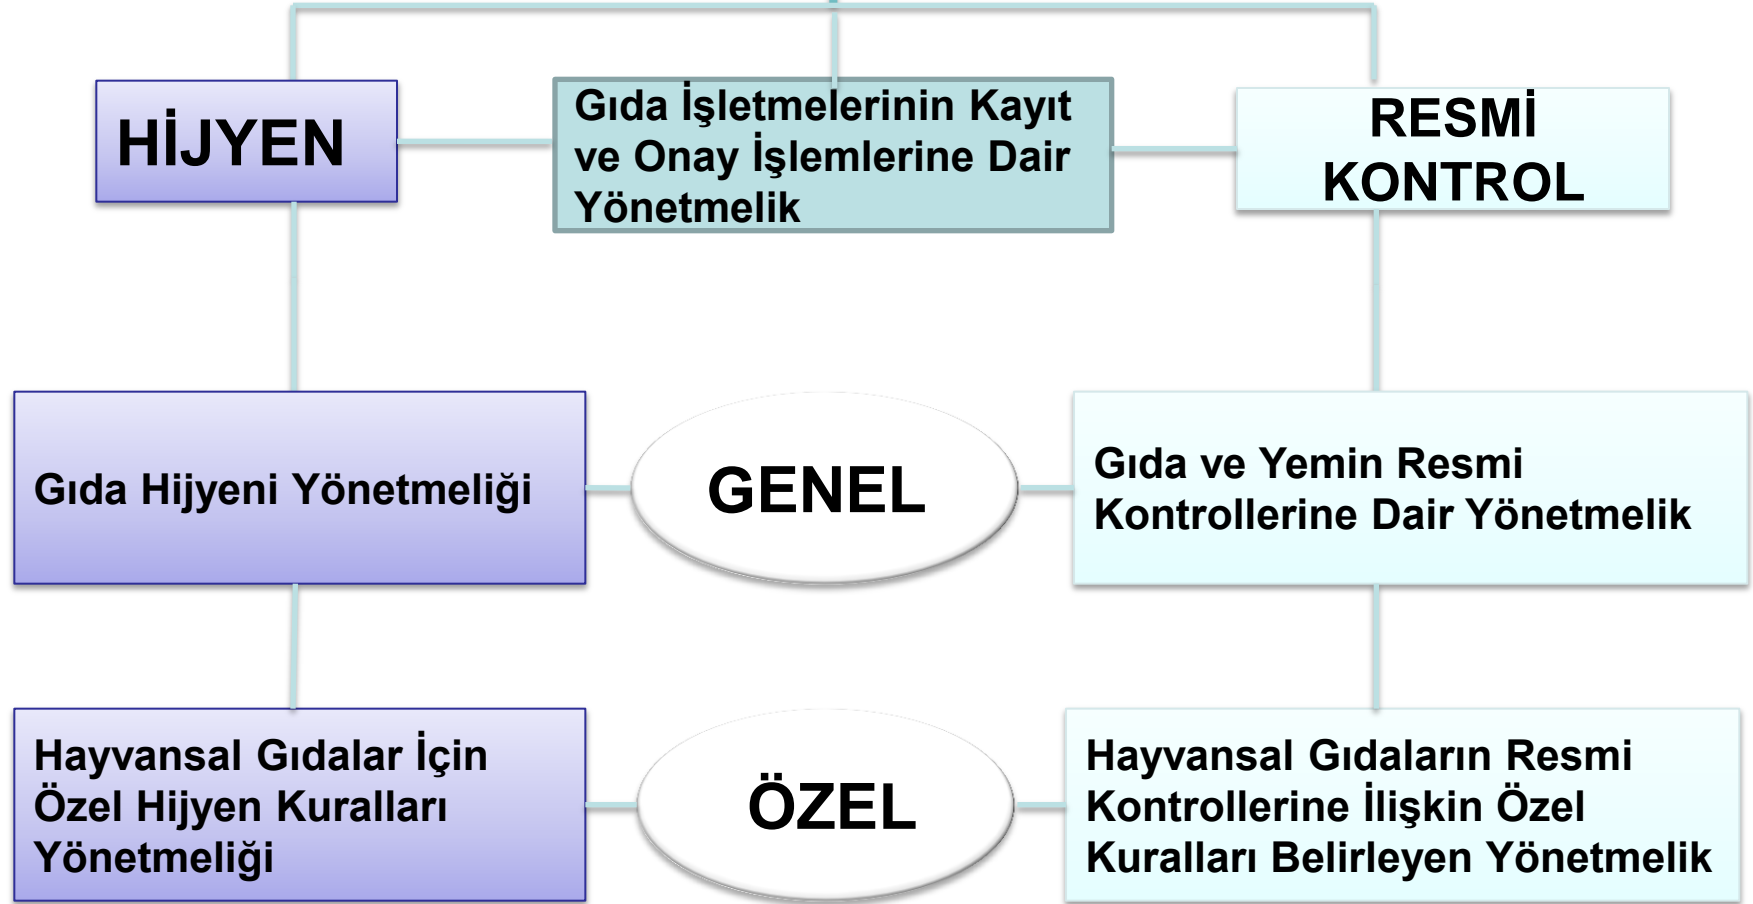 HİJYEN
Gıda İşletmelerinin Kayıt
ve Onay İşlemlerine Dair
Yönetmelik
RESMİ
KONTROL
Gıda Hijyeni Yönetmeliği
GENEL
Gıda ve Yemin Resmi
Kontrollerine Dair Yönetmelik
Hayvansal Gıdalar İçin
Özel Hijyen Kuralları
Yönetmeliği
ÖZEL
Hayvansal Gıdaların Resmi
Kontrollerine İlişkin Özel
Kuralları Belirleyen Yönetmelik